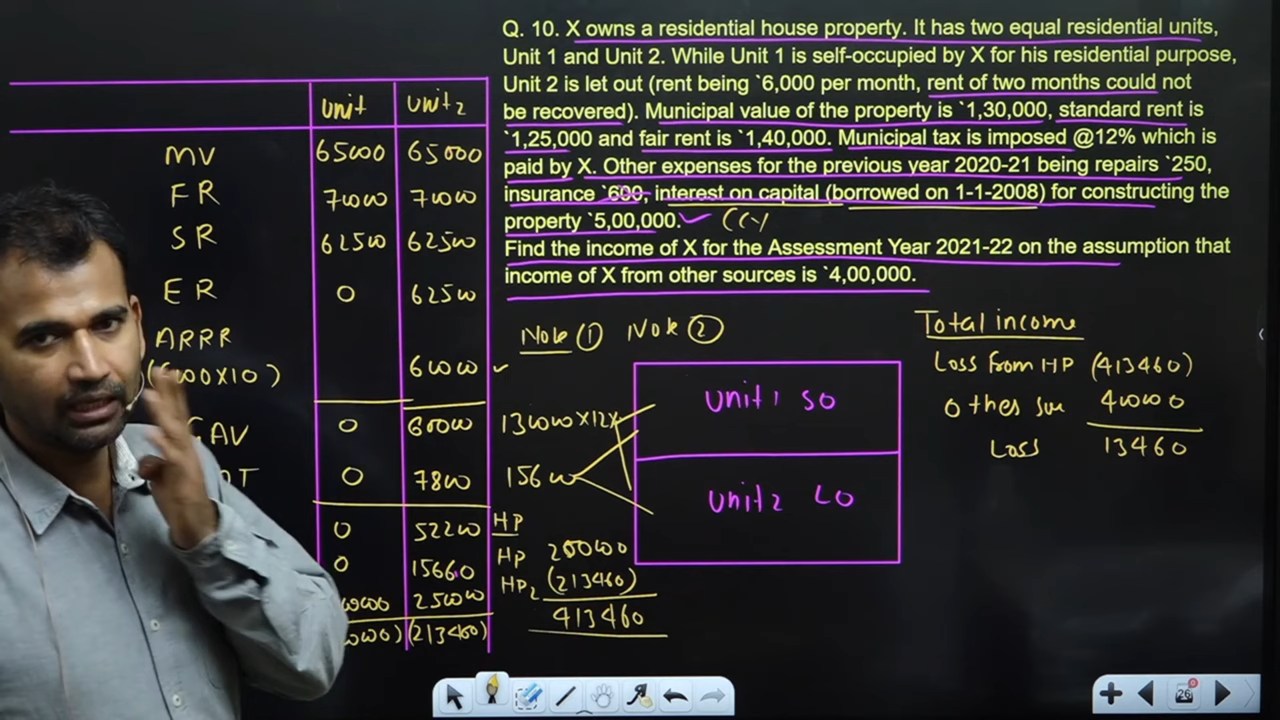 Q. 10. X owns a residential house property. It has two equal residential units,
Unit 1 and Unit 2. While Unit 1 is self-occupied by X for his residential purpose,
Unit 2 is let out (rent being `6,000 per month, rent of two months could not
be recovered). Municipal value of the property is `1,30,000, standard rent is
`1,25,000 and fair rent is `1,40,000. Municipal tax is imposed @12% which is
paid by X. Other expenses for the previous year 2020-21 being repairs `250,
insurance `600, interest on capital (borrowed on 1-1-2008) for constructing the
property `5,00,000.
Find the income of X for the Assessment Year 2021-22 on the assumption that
income of X from other sources is `4,00,000.
unit unit2
MV 65000 65000
FR 70000 70000
SR 62500 62500
ER 0 62500
ARRR
(6000X10) 60000
GAV 0 60000
0 7800
0 52200
0 15660
250000
(213460)
Note ① Note ②
130000X12%
15600
HP
HP 200000
HP2 (213460)
413460
unit1 SO
unit2 LO
Total income
Loss from HP (413460)
Other sou 400000
Loss 13460
26